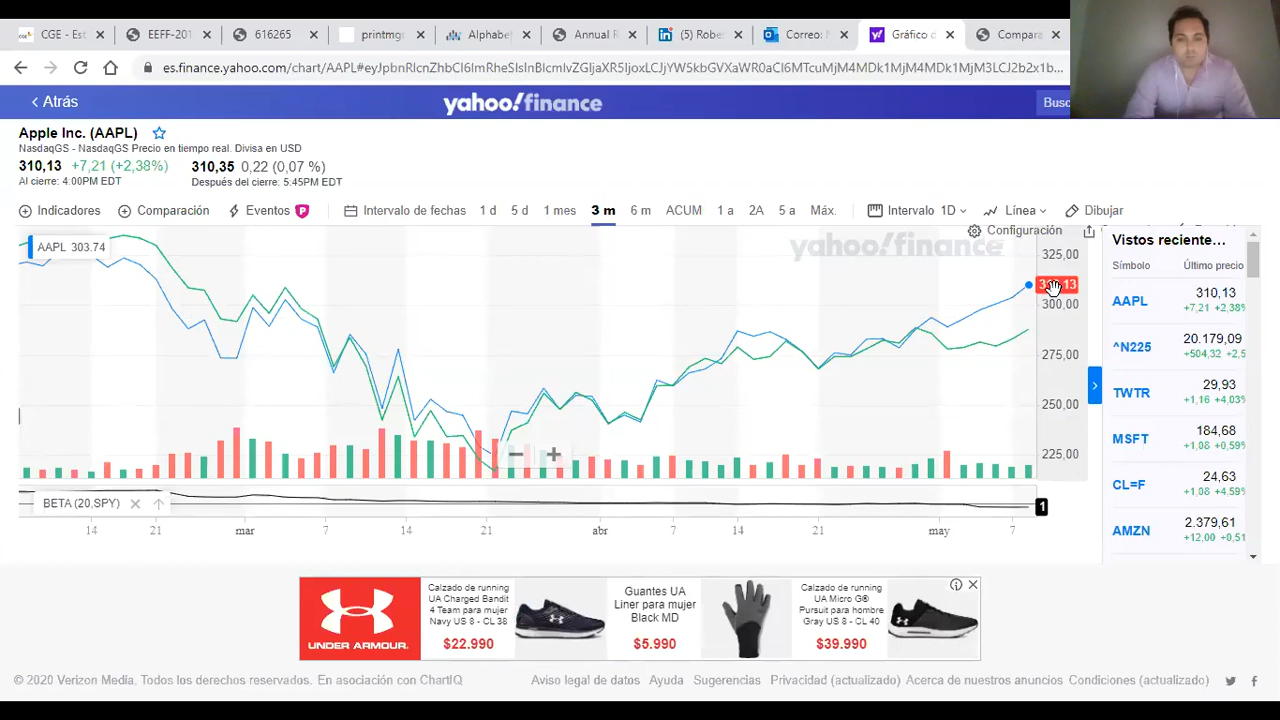 CGE - Est
EEFF-201
616265
printmg
Alphabe
Annual R
(5) Robe
Correo: N
Gráfico d
Compara
es.finance.yahoo.com/chart/AAPL#
Atrás
yahoo!finance
Busc
Apple Inc. (AAPL)
NasdaqGS - NasdaqGS Precio en tiempo real. Divisa en USD
310,13 +7,21 (+2,38%)
310,35 0,22 (0,07 %)
Al cierre: 4:00PM EDT
Después del cierre: 5:45PM EDT
Indicadores
Comparación
Eventos
Intervalo de fechas
1 d
5 d
1 mes
3 m
6 m
ACUM
1 a
2A
5 a
Máx.
Intervalo 1D
Línea
Dibujar
Configuración
AAPL 303.74
yahoo!finance
325,00
300,00
275,00
250,00
225,00
BETA (20,SPY)
1
14
21
mar
7
14
21
abr
7
14
21
may
7
Vistos reciente...
Símbolo
Último precio
AAPL
310,13
+7,21 +2,38%
^N225
20.179,09
+504,32 +2,5
TWTR
29,93
+1,16 +4,03%
MSFT
184,68
+1,08 +0,59%
CL=F
24,63
+1,08 +4,59%
AMZN
2.379,61
+12,00 +0,51
UNDER ARMOUR.
Calzado de running
UA Charged Bandit
4 Team para mujer
Navy US 8 - CL 38
$22.990
Guantes UA
Liner para mujer
Black MD
$5.990
Calzado de running
UA Micro G®
Pursuit para hombre
Gray US 8 - CL 40
$39.990
© 2020 Verizon Media. Todos los derechos reservados. En asociación con ChartIQ
Aviso legal de datos
Ayuda
Sugerencias
Privacidad (actualizado)
Acerca de nuestros anuncios
Condiciones (actualizado)